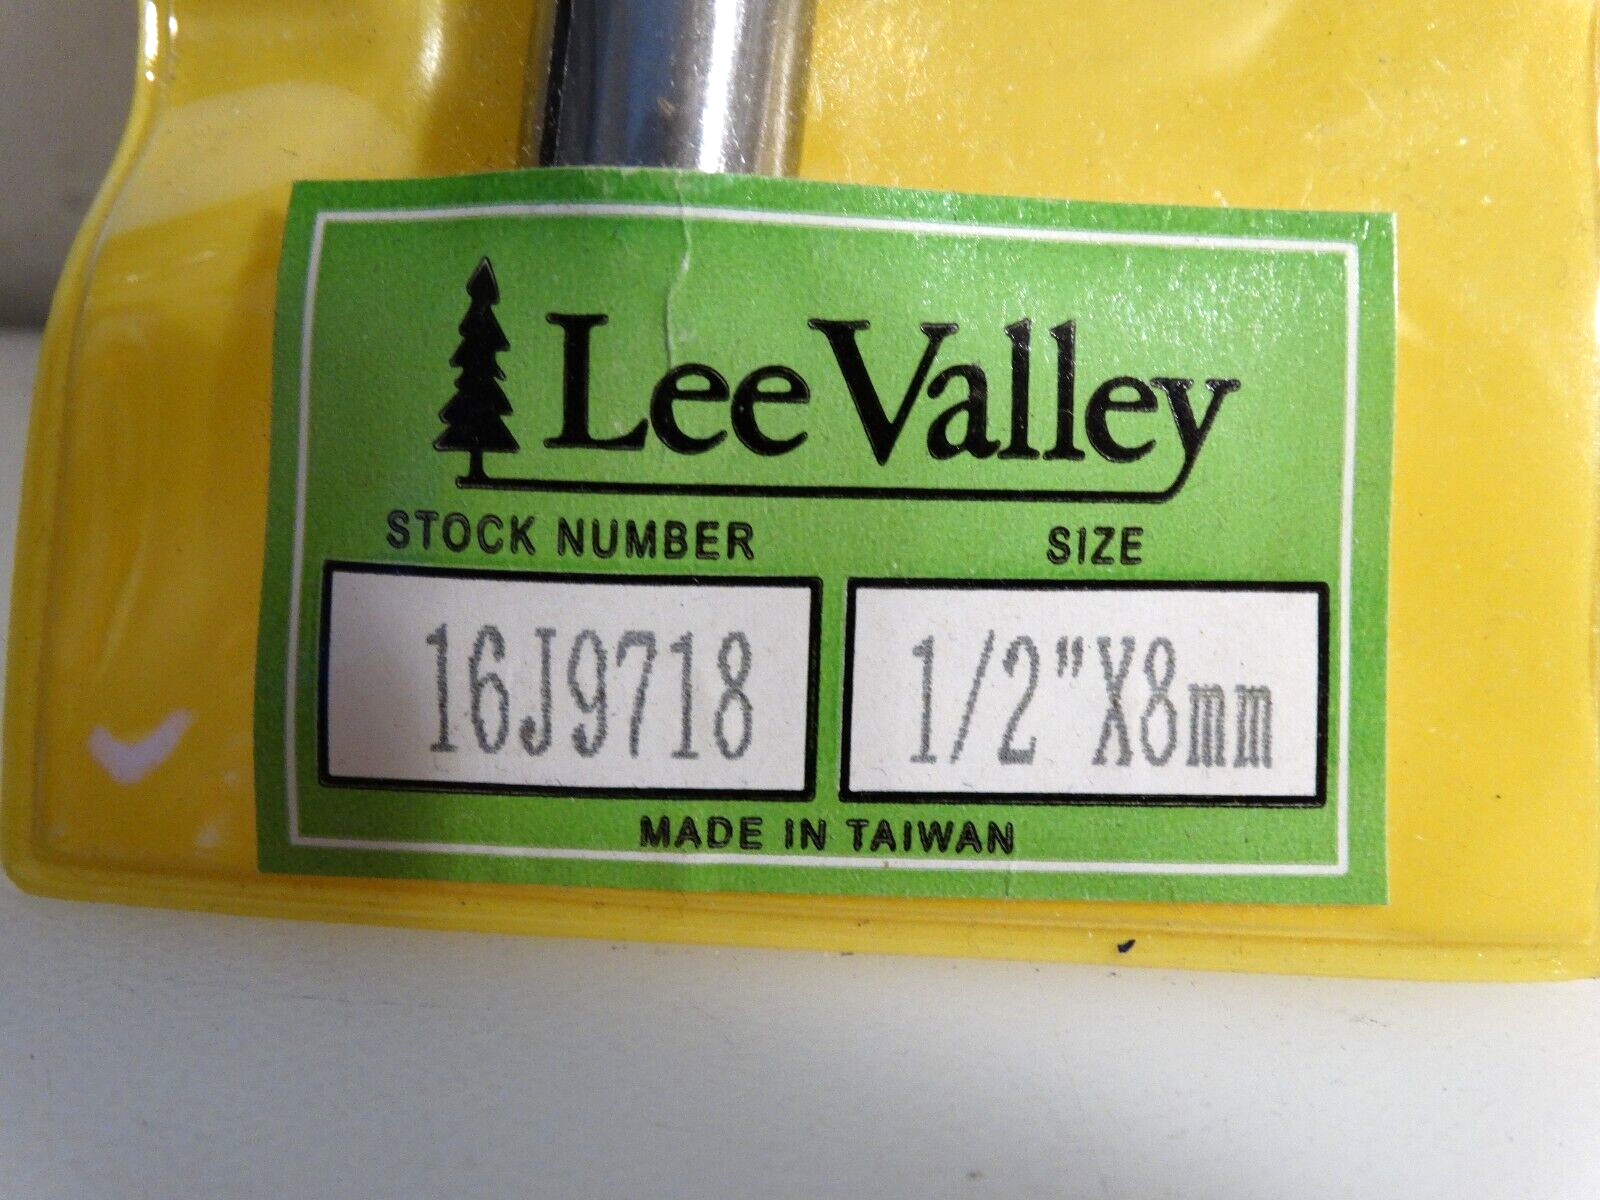 Lee Valley
STOCK NUMBER SIZE
16J9718 1/2"X8mm
MADE IN TAIWAN